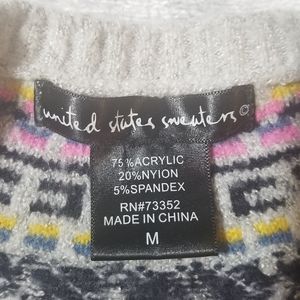 united states sweaters©
75%ACRYLIC
20%NYLON
5%SPANDEX
RN#73352
MADE IN CHINA
M